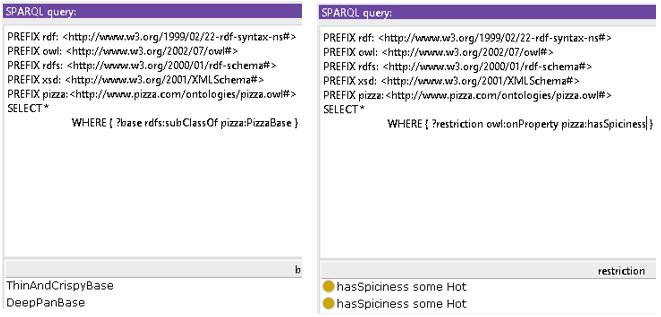 SPARQL query:
PREFIX rdf: <http://www.w3.org/1999/02/22-rdf-syntax-ns#>
PREFIX owl: <http://www.w3.org/2002/07/owl#>
PREFIX rdfs: <http://www.w3.org/2000/01/rdf-schema#>
PREFIX xsd: <http://www.w3.org/2001/XMLSchema#>
PREFIX pizza:<http://www.pizza.com/ontologies/pizza.owl#>
SELECT *
WHERE { ?base rdfs:subClassOf pizza:PizzaBase }
b
ThinAndCrispyBase
DeepPanBase
SPARQL query:
PREFIX rdf: <http://www.w3.org/1999/02/22-rdf-syntax-ns#>
PREFIX owl: <http://www.w3.org/2002/07/owl#>
PREFIX rdfs: <http://www.w3.org/2000/01/rdf-schema#>
PREFIX xsd: <http://www.w3.org/2001/XMLSchema#>
PREFIX pizza:<http://www.pizza.com/ontologies/pizza.owl#>
SELECT *
WHERE { ?restriction owl:onProperty pizza:hasSpiciness }
restriction
hasSpiciness some Hot
hasSpiciness some Hot